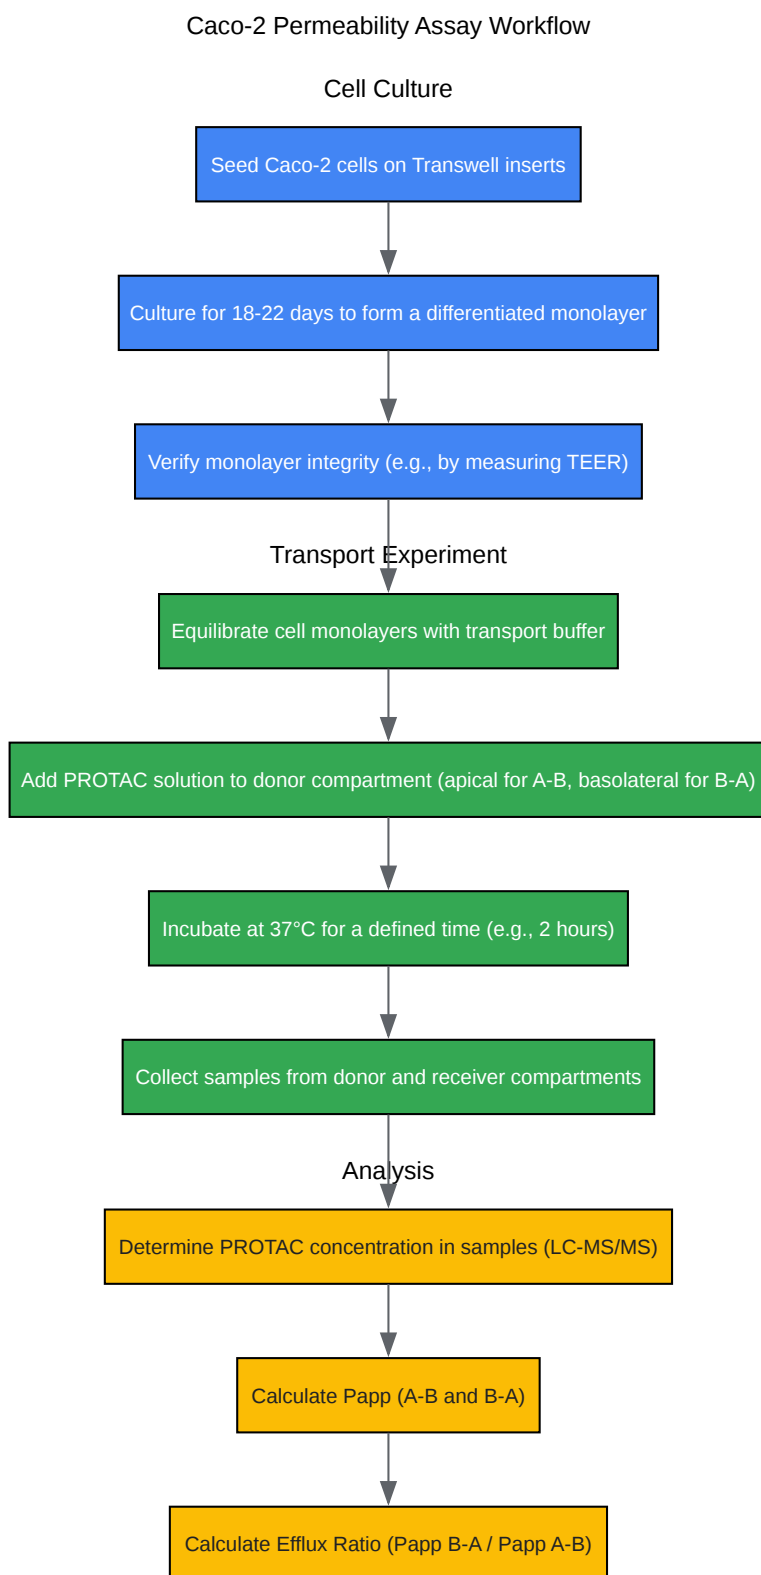 Caco-2 Permeability Assay Workflow
Cell Culture
Seed Caco-2 cells on Transwell inserts
Culture for 18-22 days to form a differentiated monolayer
Verify monolayer integrity (e.g., by measuring TEER)
Transport Experiment
Equilibrate cell monolayers with transport buffer
Add PROTAC solution to donor compartment (apical for A-B, basolateral for B-A)
Incubate at 37°C for a defined time (e.g., 2 hours)
Collect samples from donor and receiver compartments
Analysis
Determine PROTAC concentration in samples (LC-MS/MS)
Calculate Papp (A-B and B-A)
Calculate Efflux Ratio (Papp B-A / Papp A-B)